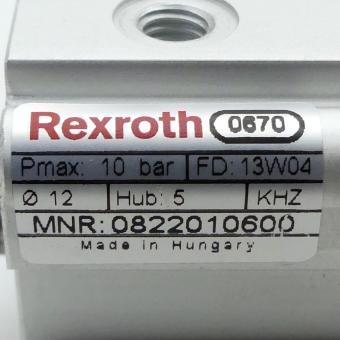 Rexroth 0670
Pmax: 10 bar FD: 13W04
Ø 12 Hub: 5 KHZ
MNR: 0822010600
Made in Hungary